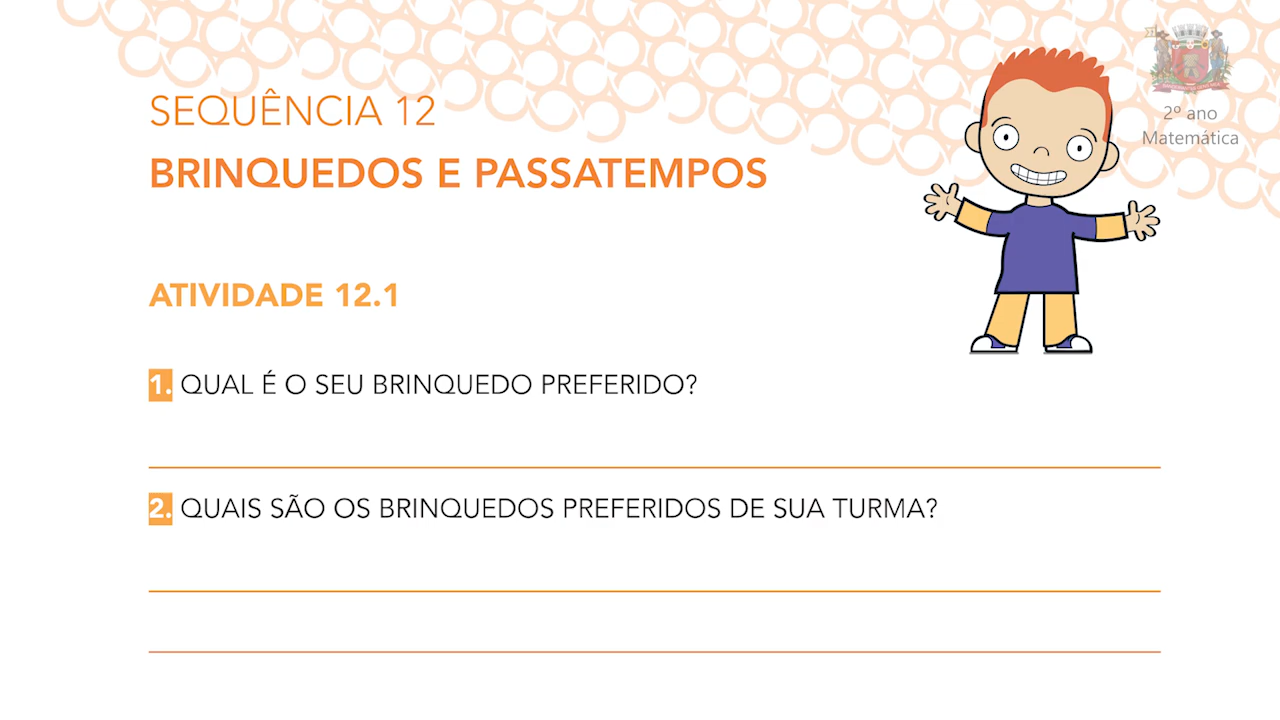 SEQUÊNCIA 12
BRINQUEDOS E PASSATEMPOS
2º ano
Matemática
ATIVIDADE 12.1
1. QUAL É O SEU BRINQUEDO PREFERIDO?
2. QUAIS SÃO OS BRINQUEDOS PREFERIDOS DE SUA TURMA?